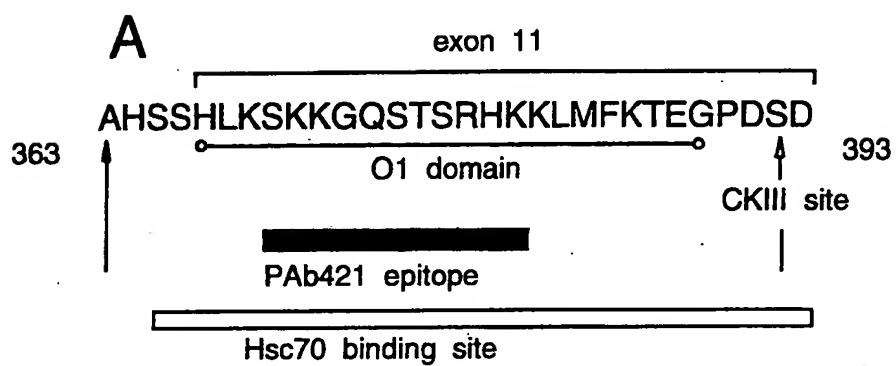 A
exon 11
AHSSHLKSKKGQSTSRHKKLMFKTEGPDSD
363
393
O1 domain
CKIII site
PAb421 epitope
Hsc70 binding site